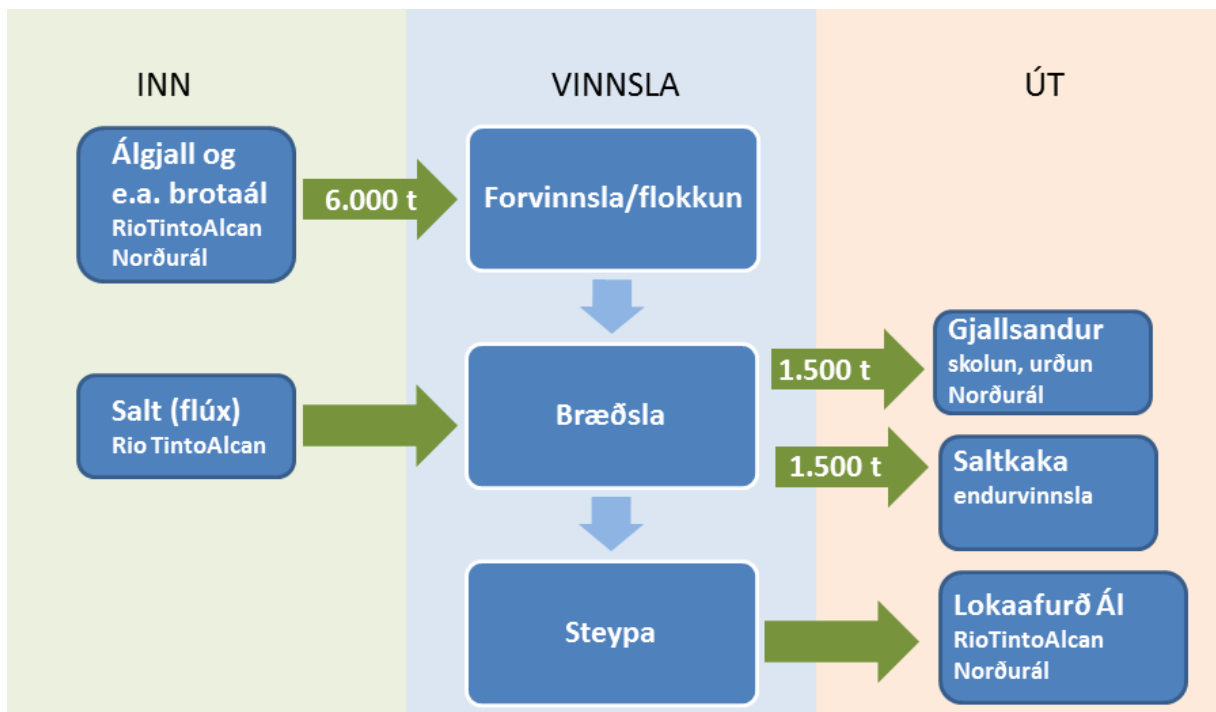 INN
VINNSLA
ÚT
Álgjall og
e.a. brotaál
RioTintoAlcan
Norðurál
6.000 t
Forvinnsla/flokkun
Salt (flúx)
Rio TintoAlcan
Bræðsla
1.500 t
Gjallsandur
skolun, urðun
Norðurál
1.500 t
Saltkaka
endurvinnsla
Steypa
Lokaafurð Ál
RioTintoAlcan
Norðurál